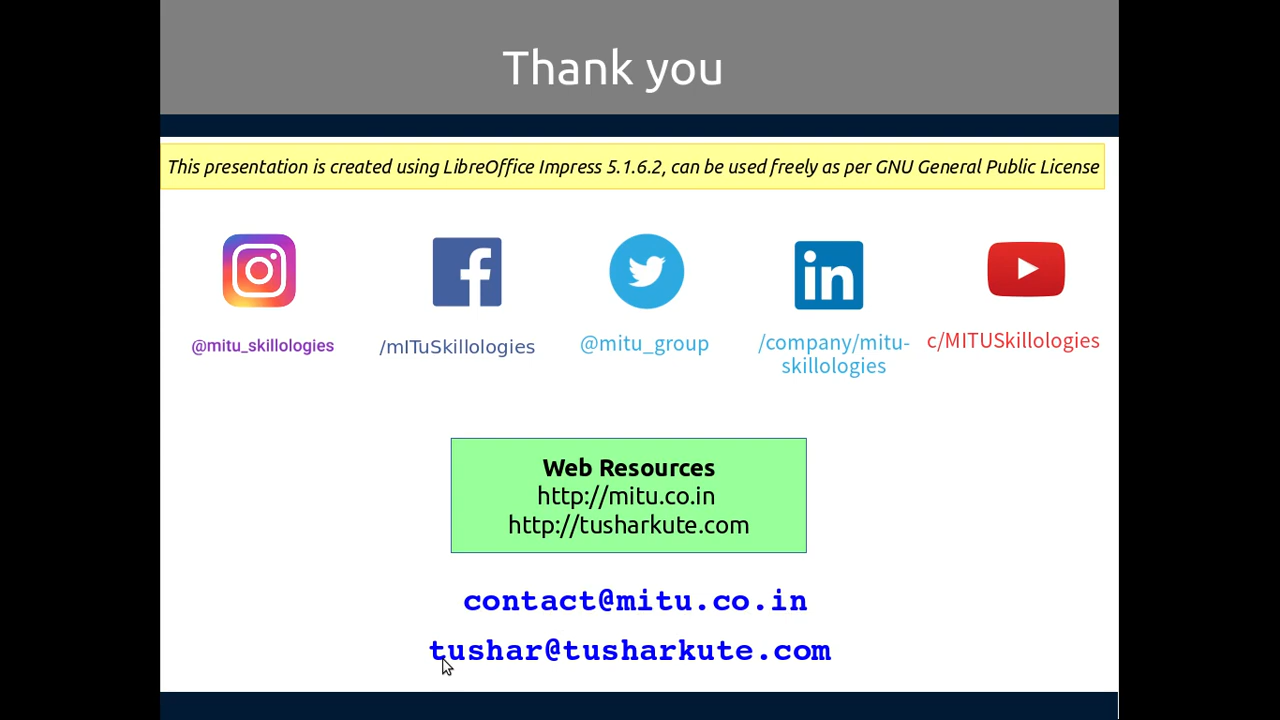 Thank you
This presentation is created using LibreOffice Impress 5.1.6.2, can be used freely as per GNU General Public License
@mitu_skillologies
/mITuSkillologies
@mitu_group
/company/mitu-
skillologies
c/MITUSkillologies
Web Resources
http://mitu.co.in
http://tusharkute.com
contact@mitu.co.in
tushar@tusharkute.com